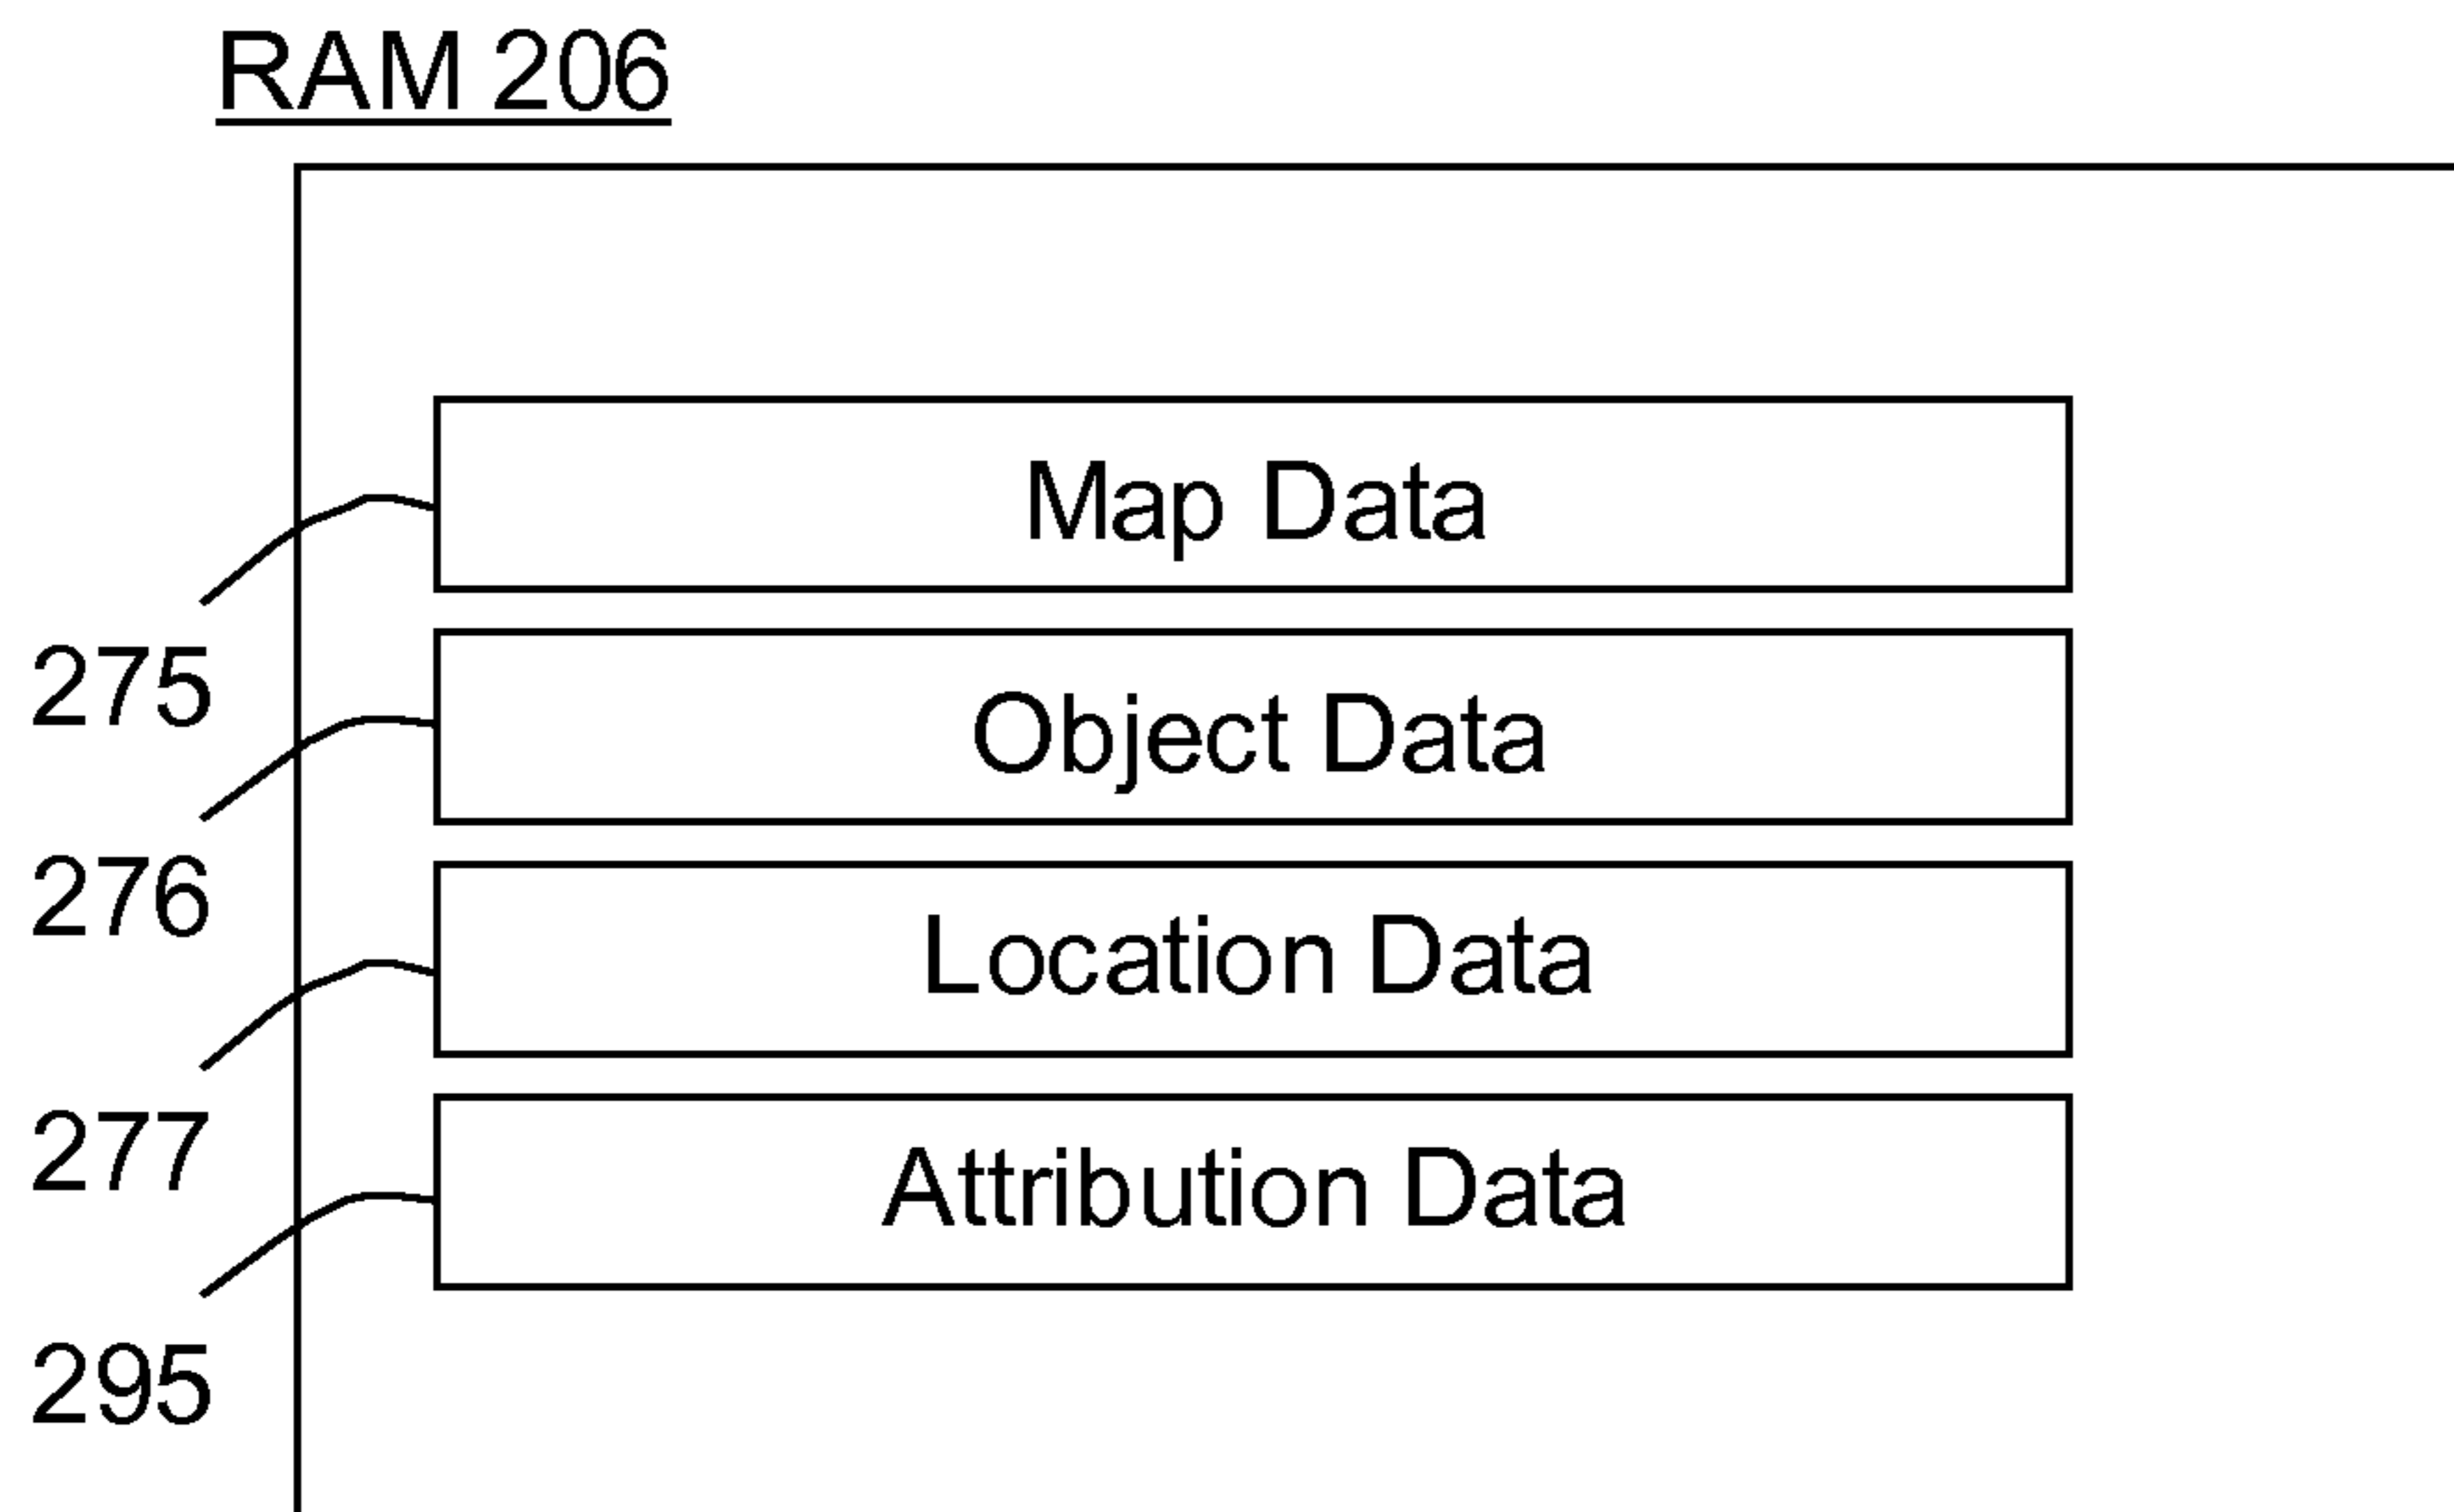 RAM 206
Map Data
275
Object Data
276
Location Data
277
Attribution Data
295